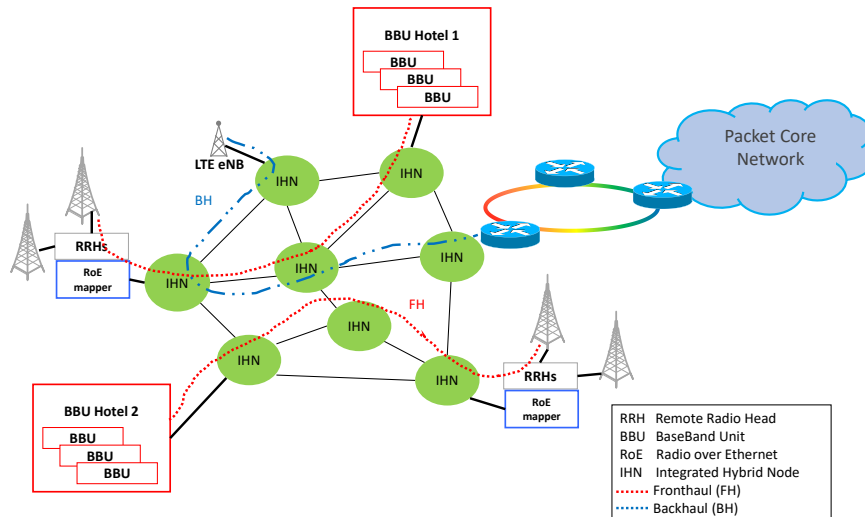 BBU Hotel 1
BBU
BBU
BBU
Packet Core
Network
LTE eNB
IHN
IHN
BH
RRHs
RoE
mapper
IHN
IHN
IHN
FH
IHN
IHN
IHN
RRHs
RoE
mapper
BBU Hotel 2
BBU
BBU
BBU
RRH Remote Radio Head
BBU BaseBand Unit
RoE Radio over Ethernet
IHN Integrated Hybrid Node
Fronthaul (FH)
Backhaul (BH)